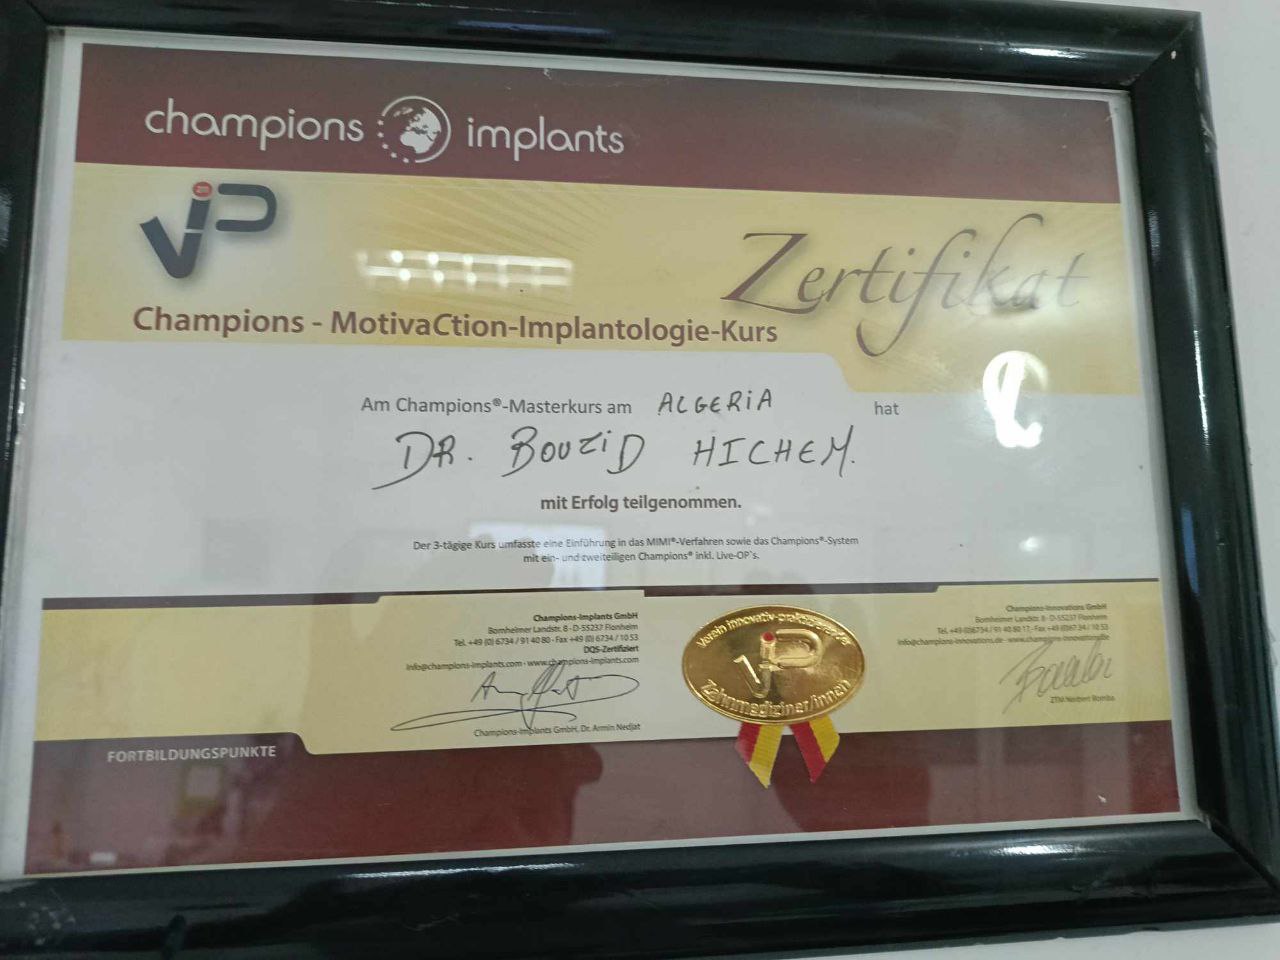 champions implants
zm
VIP
Zertifikat
Champions - MotivaCtion-Implantologie-Kurs
Am Champions®-Masterkurs am ALGERIA hat
DR. BOUZID HICHEM.
mit Erfolg teilgenommen.
Der 3-tägige Kurs umfasste eine Einführung in das MIMI®-Verfahren sowie das Champions®-System
mit ein- und zweiteiligen Champions® inkl. Live-OP's.
Champions-Implants GmbH
Bornheimer Landstr. 8 - D-55237 Flonheim
Tel. +49 (0) 6734 / 91 40 80 - Fax +49 (0) 6734 / 10 53
DQS-Zertifiziert
info@champions-implants.com - www.champions-implants.com
Champions-Implants GmbH, Dr. Armin Nedjat
Verein innovativ-praktizierender
VIP
Zahnmediziner/innen
Champions-Innovations GmbH
Bornheimer Landstr. 8 - D-55237 Flonheim
Tel. +49 (0)6734 / 91 40 80 17 - Fax +49 (0)67 34 / 10 53
info@champions-innovations.de - www.champions-innovations.de
ZTM Norbert Bomba
FORTBILDUNGSPUNKTE